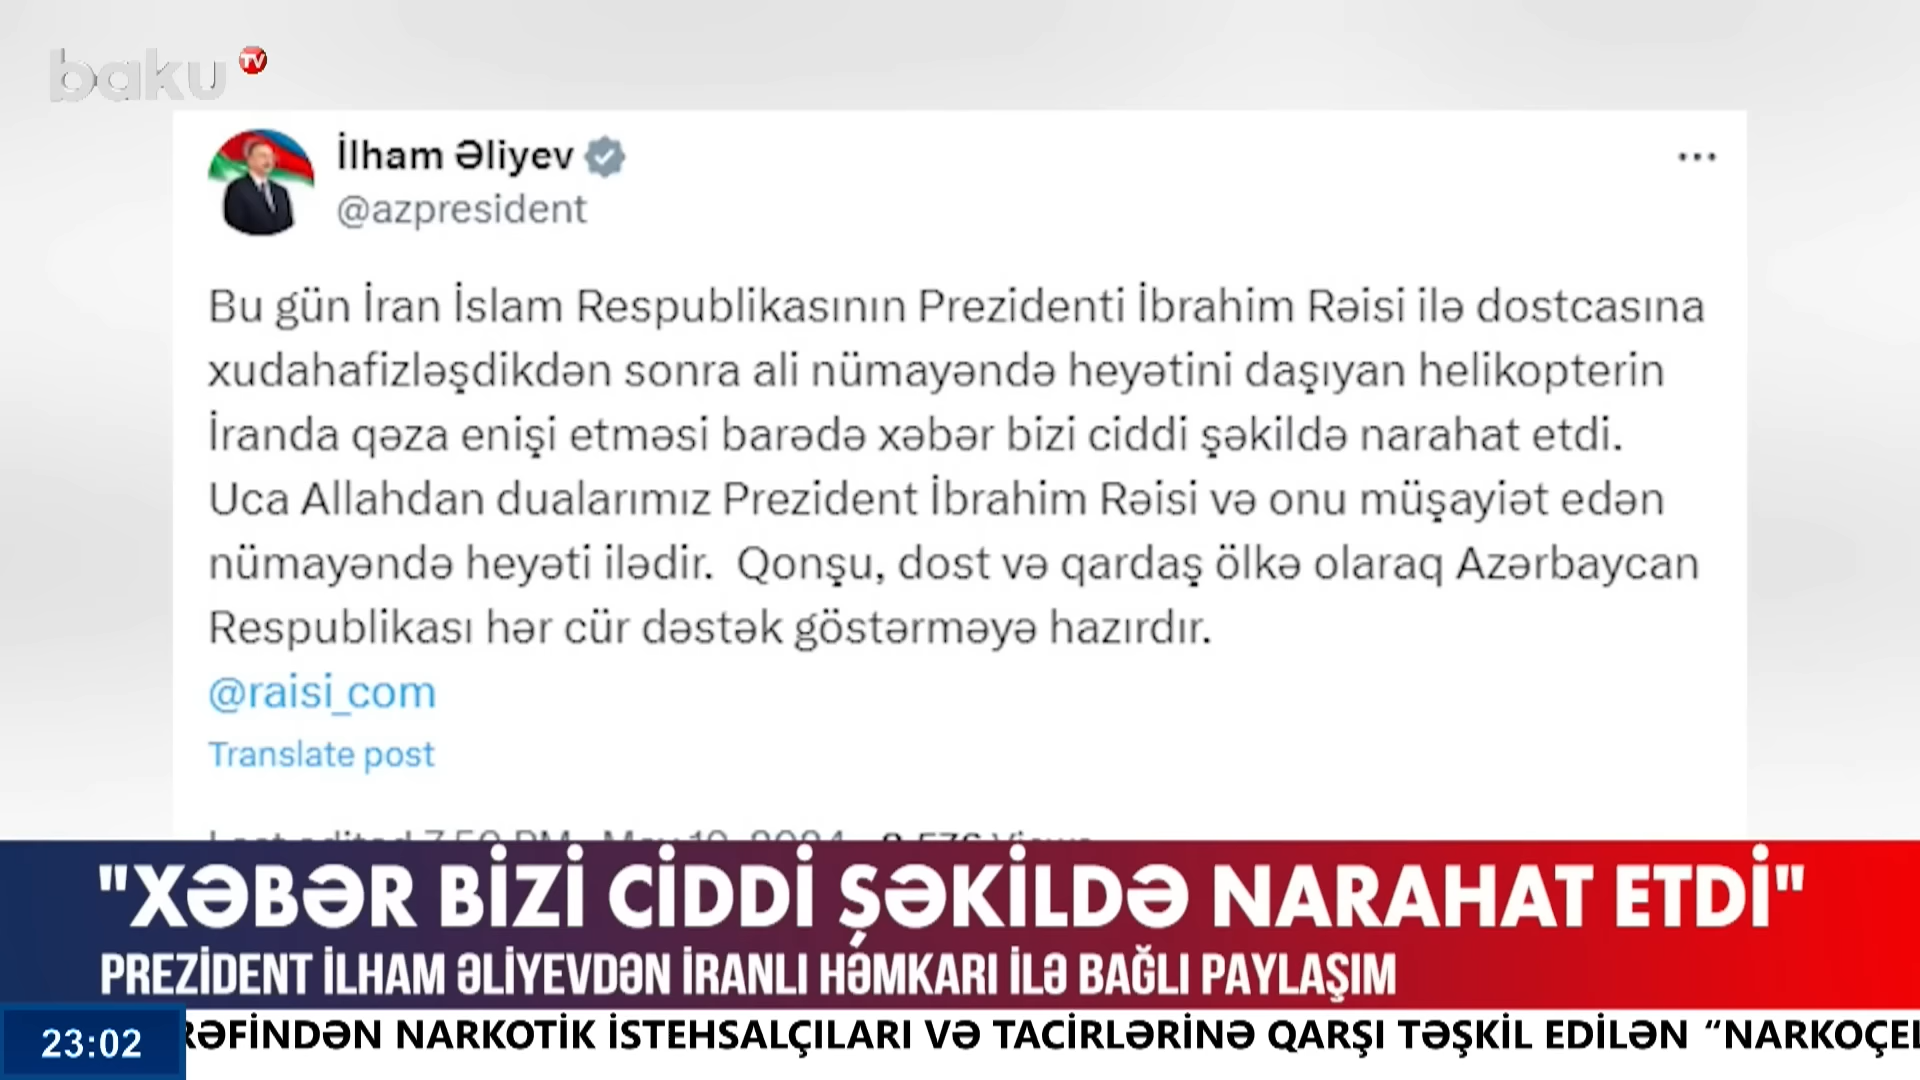 baku TV
İlham Əliyev
@azpresident
Bu gün İran İslam Respublikasının Prezidenti İbrahim Rəisi ilə dostcasına
xudahafizləşdikdən sonra ali nümayəndə heyətini daşıyan helikopterin
İranda qəza enişi etməsi barədə xəbər bizi ciddi şəkildə narahat etdi.
Uca Allahdan dualarımız Prezident İbrahim Rəisi və onu müşayiət edən
nümayəndə heyəti ilədir. Qonşu, dost və qardaş ölkə olaraq Azərbaycan
Respublikası hər cür dəstək göstərməyə hazırdır.
@raisi_com
Translate post
"XƏBƏR BİZİ CİDDİ ŞƏKİLDƏ NARAHAT ETDİ"
PREZİDENT İLHAM ƏLİYEVDƏN İRANLI HƏMKARI İLƏ BAĞLI PAYLAŞIM
23:02 RƏFİNDƏN NARKOTİK İSTEHSALÇILARI VƏ TACİRLƏRİNƏ QARŞI TƏŞKİL EDİLƏN “NARKOÇEL